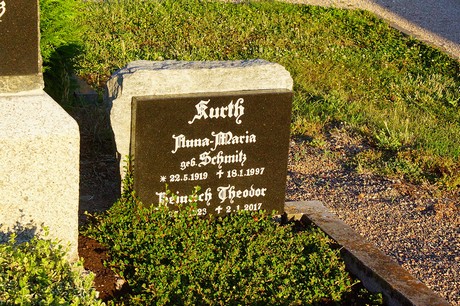 Kurth
Anna-Maria
geb. Schmitz
* 22.5.1919 + 18.1.1997
Heinrich Theodor
+ 2.1.2017